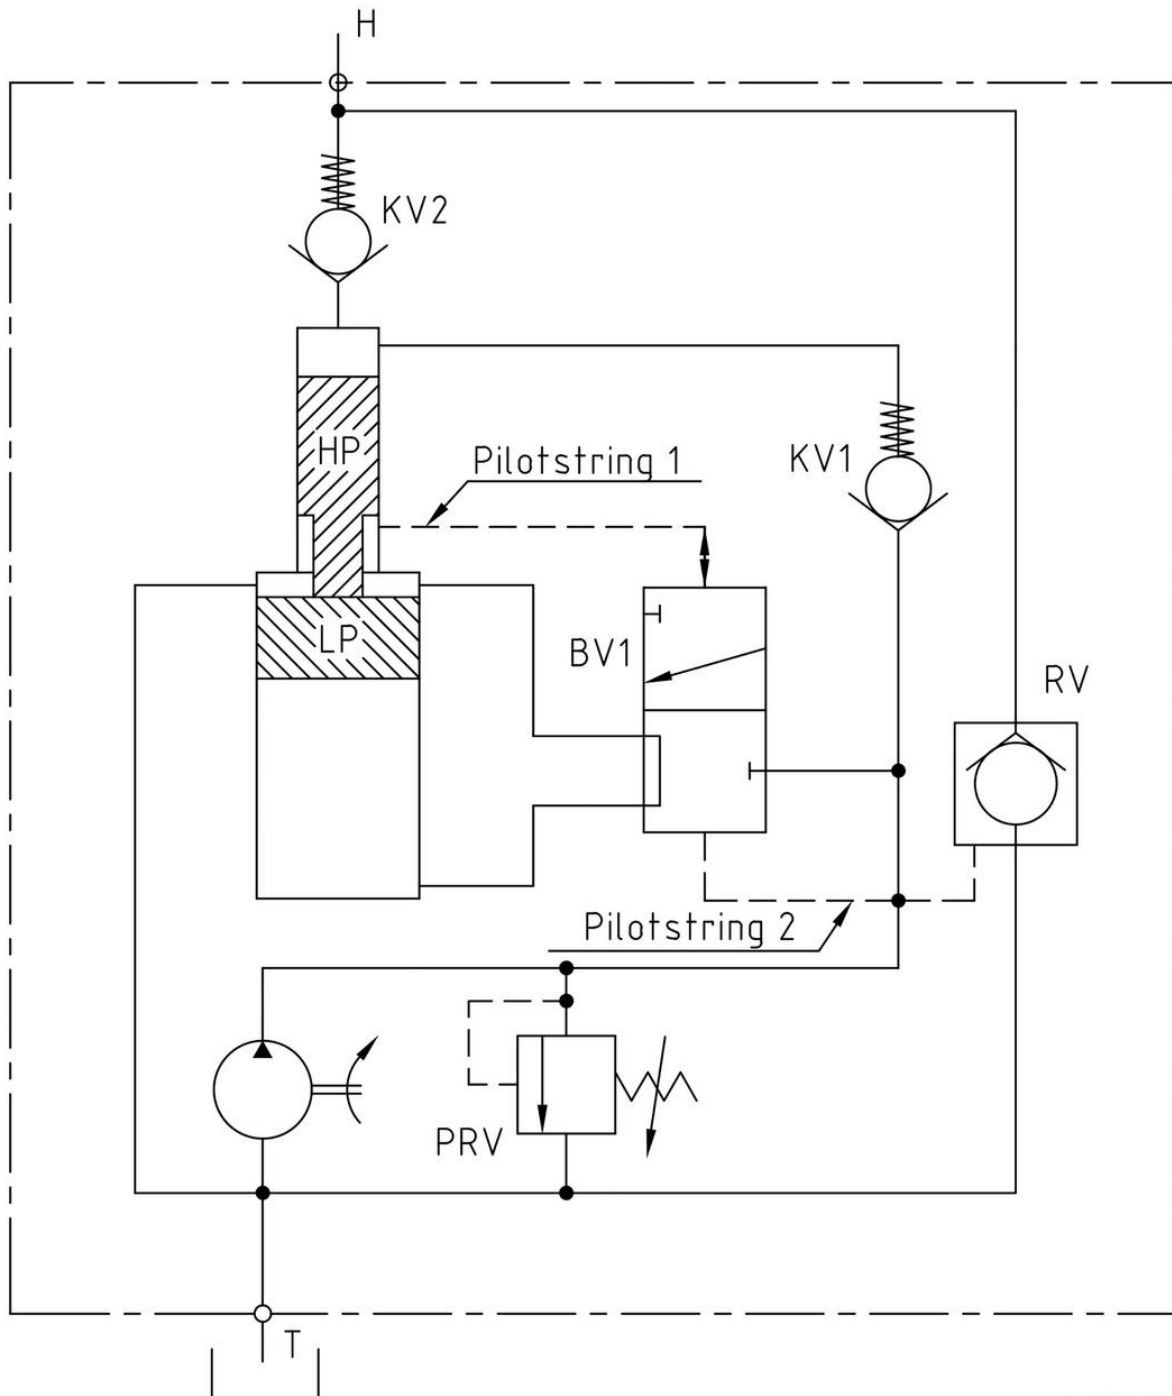 H
KV2
HP
Pilotstring 1
KV1
LP
BV1
RV
Pilotstring 2
PRV
T